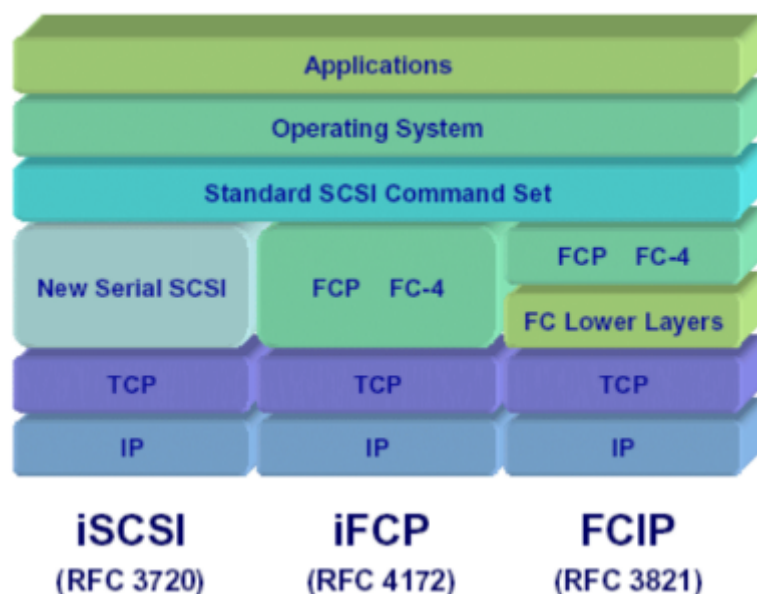 Applications
Operating System
Standard SCSI Command Set
New Serial SCSI
FCP FC-4
FCP FC-4
FC Lower Layers
TCP TCP TCP
IP IP IP
iSCSI iFCP FCIP
(RFC 3720) (RFC 4172) (RFC 3821)